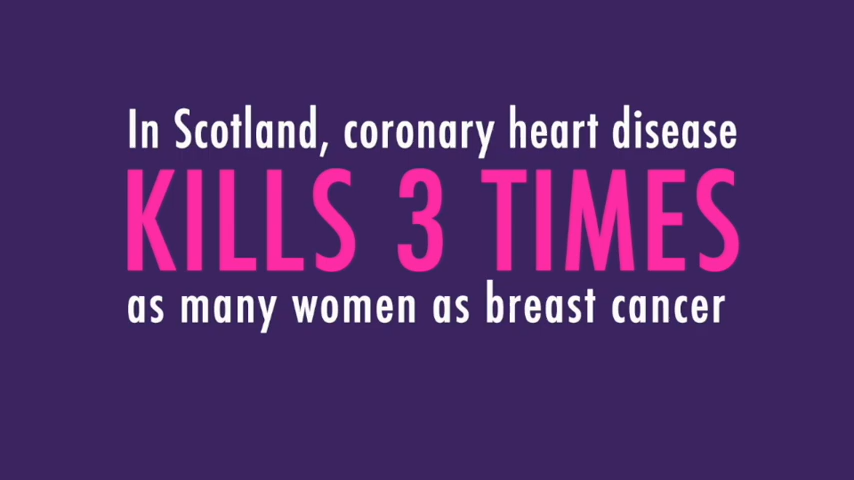 In Scotland, coronary heart disease
KILLS 3 TIMES
as many women as breast cancer